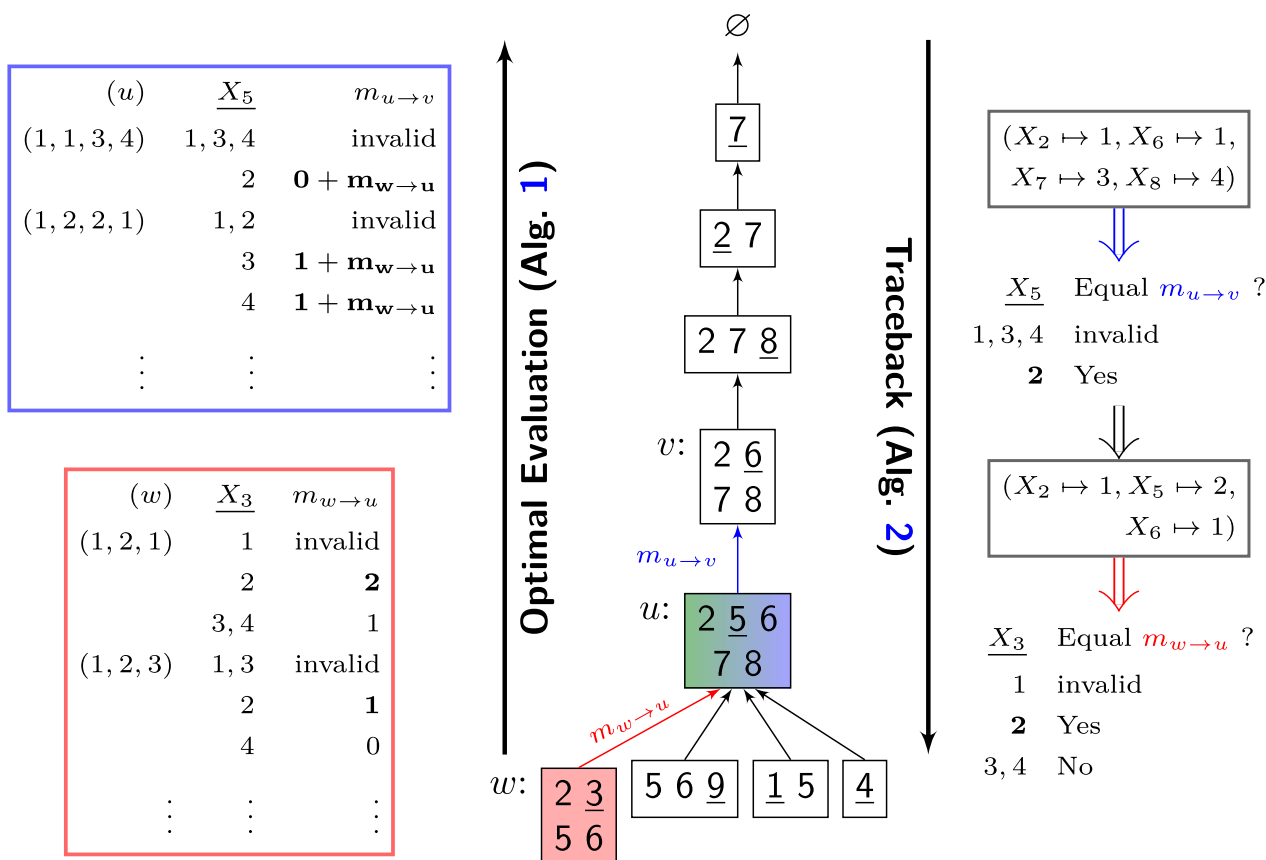 (u) X₅ m_{u→v}
(1, 1, 3, 4) 1, 3, 4 invalid
2 0 + m_{w→u}
(1, 2, 2, 1) 1, 2 invalid
3 1 + m_{w→u}
4 1 + m_{w→u}
⋮ ⋮ ⋮
(w) X₃ m_{w→u}
(1, 2, 1) 1 invalid
2 2
3, 4 1
(1, 2, 3) 1, 3 invalid
2 1
4 0
⋮ ⋮ ⋮
Optimal Evaluation (Alg. 1)
∅
7
2 7
2 7 8
v:
2 6
7 8
m_{u→v}
u:
2 5 6
7 8
m_{w→u}
w:
2 3
5 6
5 6 9
1 5
4
Traceback (Alg. 2)
(X₂ ↦ 1, X₆ ↦ 1,
X₇ ↦ 3, X₈ ↦ 4)
X₅ Equal m_{u→v} ?
1, 3, 4 invalid
2 Yes
(X₂ ↦ 1, X₅ ↦ 2,
X₆ ↦ 1)
X₃ Equal m_{w→u} ?
1 invalid
2 Yes
3, 4 No